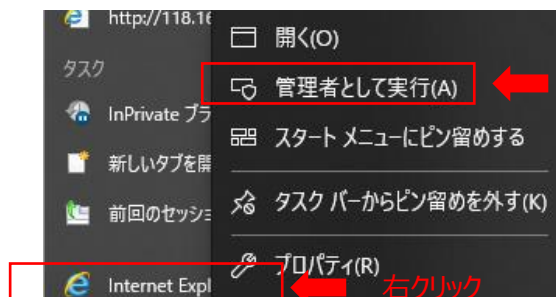 http://118.16
タスク
InPrivate ブラ
新しいタブを開
前回のセッショ
Internet Expl
開く(O)
管理者として実行(A)
スタート メニューにピン留めする
タスク バーからピン留めを外す(K)
プロパティ(R)
右クリック